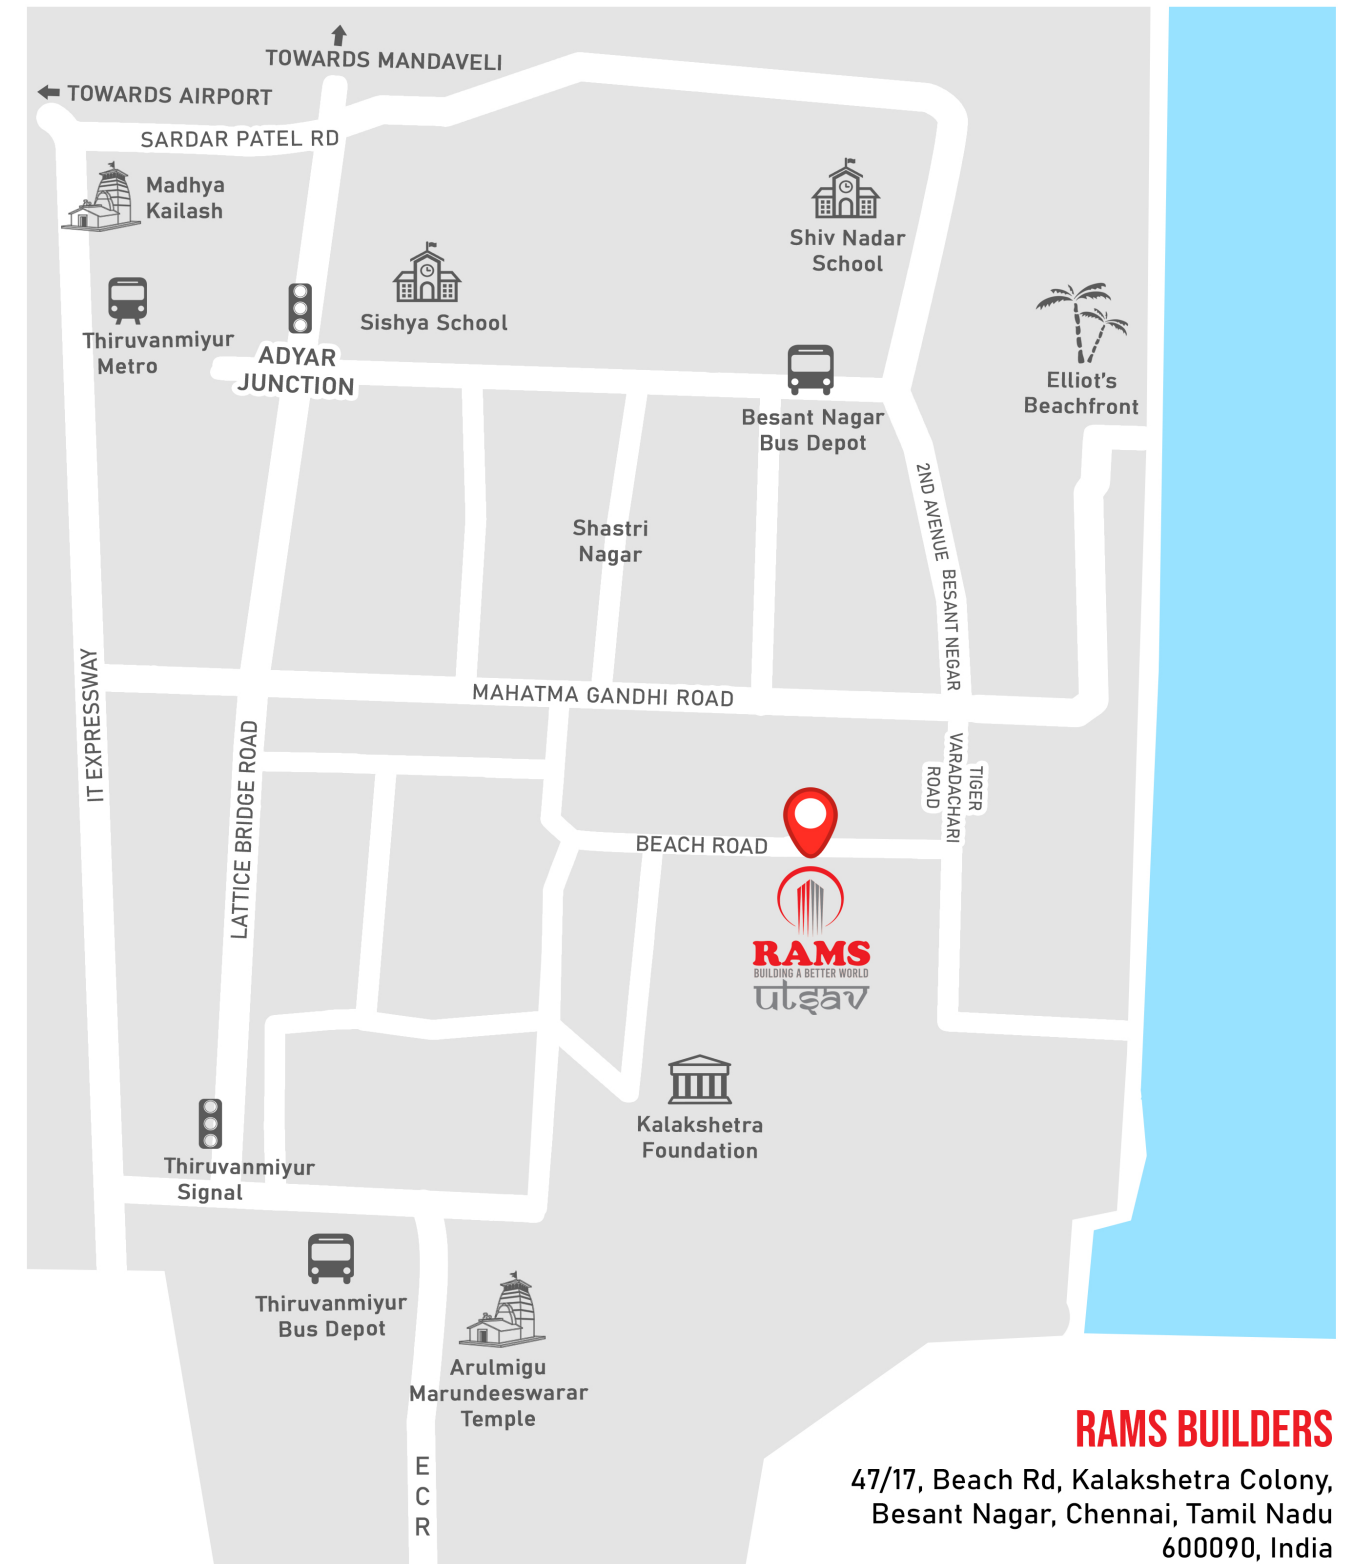 TOWARDS MANDAVELI
TOWARDS AIRPORT
SARDAR PATEL RD
Madhya
Kailash
Shiv Nadar
School
Sishya School
Thiruvanmiyur
Metro
ADYAR
JUNCTION
Elliot's
Beachfront
Besant Nagar
Bus Depot
2ND AVENUE BESANT NEGAR
Shastri
Nagar
IT EXPRESSWAY
MAHATMA GANDHI ROAD
LATTICE BRIDGE ROAD
TIGER
VARADACHARI
ROAD
BEACH ROAD
RAMS
BUILDING A BETTER WORLD
utsav
Kalakshetra
Foundation
Thiruvanmiyur
Signal
Thiruvanmiyur
Bus Depot
Arulmigu
Marundeeswarar
Temple
ECR
RAMS BUILDERS
47/17, Beach Rd, Kalakshetra Colony,
Besant Nagar, Chennai, Tamil Nadu
600090, India